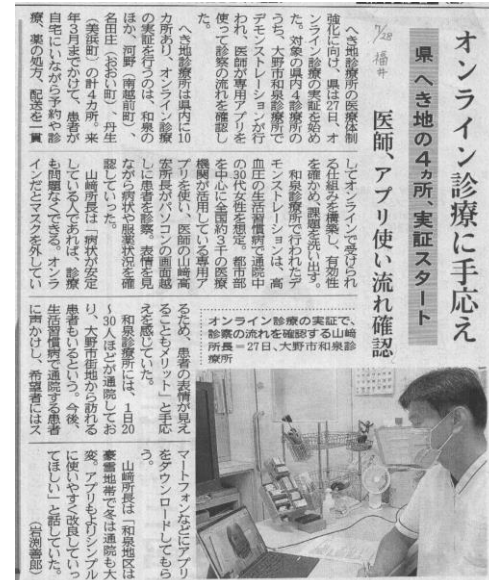 オンライン診療に手応え
県 へき地の4ヵ所、実証スタート
医師、アプリ使い流れ確認
7/28 福井
へき地診療所の医療体制
強化に向け、県は27日、オ
ンライン診療の実証を始め
た。対象の県内4診療所の
うち、大野市和泉診療所で
デモンストレーションが行
われ、医師が専用アプリを
使って診察の流れを確認し
た。
へき地診療所は県内に10
カ所あり、オンライン診療
の実証を行うのは、和泉の
ほか、河野（南越前町）、
名田庄（おおい町）、丹生
（美浜町）の計4カ所。来
年3月までかけて、患者が
自宅にいながら予約や診
療、薬の処方、配送を一貫
してオンラインで受けられ
る仕組みを構築し、有効性
を確かめ、課題を洗い出す。
和泉診療所で行われたデ
モンストレーションは、高
血圧の生活習慣病で通院中
の30代女性を想定。都市部
を中心に全国約3千の医療
機関が活用している専用ア
プリを使い、医師の山﨑高
宏所長がパソコンの画面越
しに患者を診察。表情を見
ながら病状や服薬状況を確
認していった。
山﨑所長は「病状が安定
している人であれば、診療
も問題なくできる。オンラ
インだとマスクを外してい
るため、患者の表情が見え
ることもメリット」と手応
えを感じていた。
和泉診療所には、1日20
〜30人ほどが通院してお
り、大野市街地から訪れる
患者もいるという。今後、
生活習慣病で通院する患者
に声かけし、希望者にはス
マートフォンなどにアプリ
をダウンロードしてもら
う。
山﨑所長は「和泉地区は
豪雪地帯で冬は通院も大
変。アプリもよりシンプル
に使いやすく改良していっ
てほしい」と話していた。
（岩渕善郎）
オンライン診療の実証で、
診察の流れを確認する山﨑
所長＝27日、大野市和泉診
療所